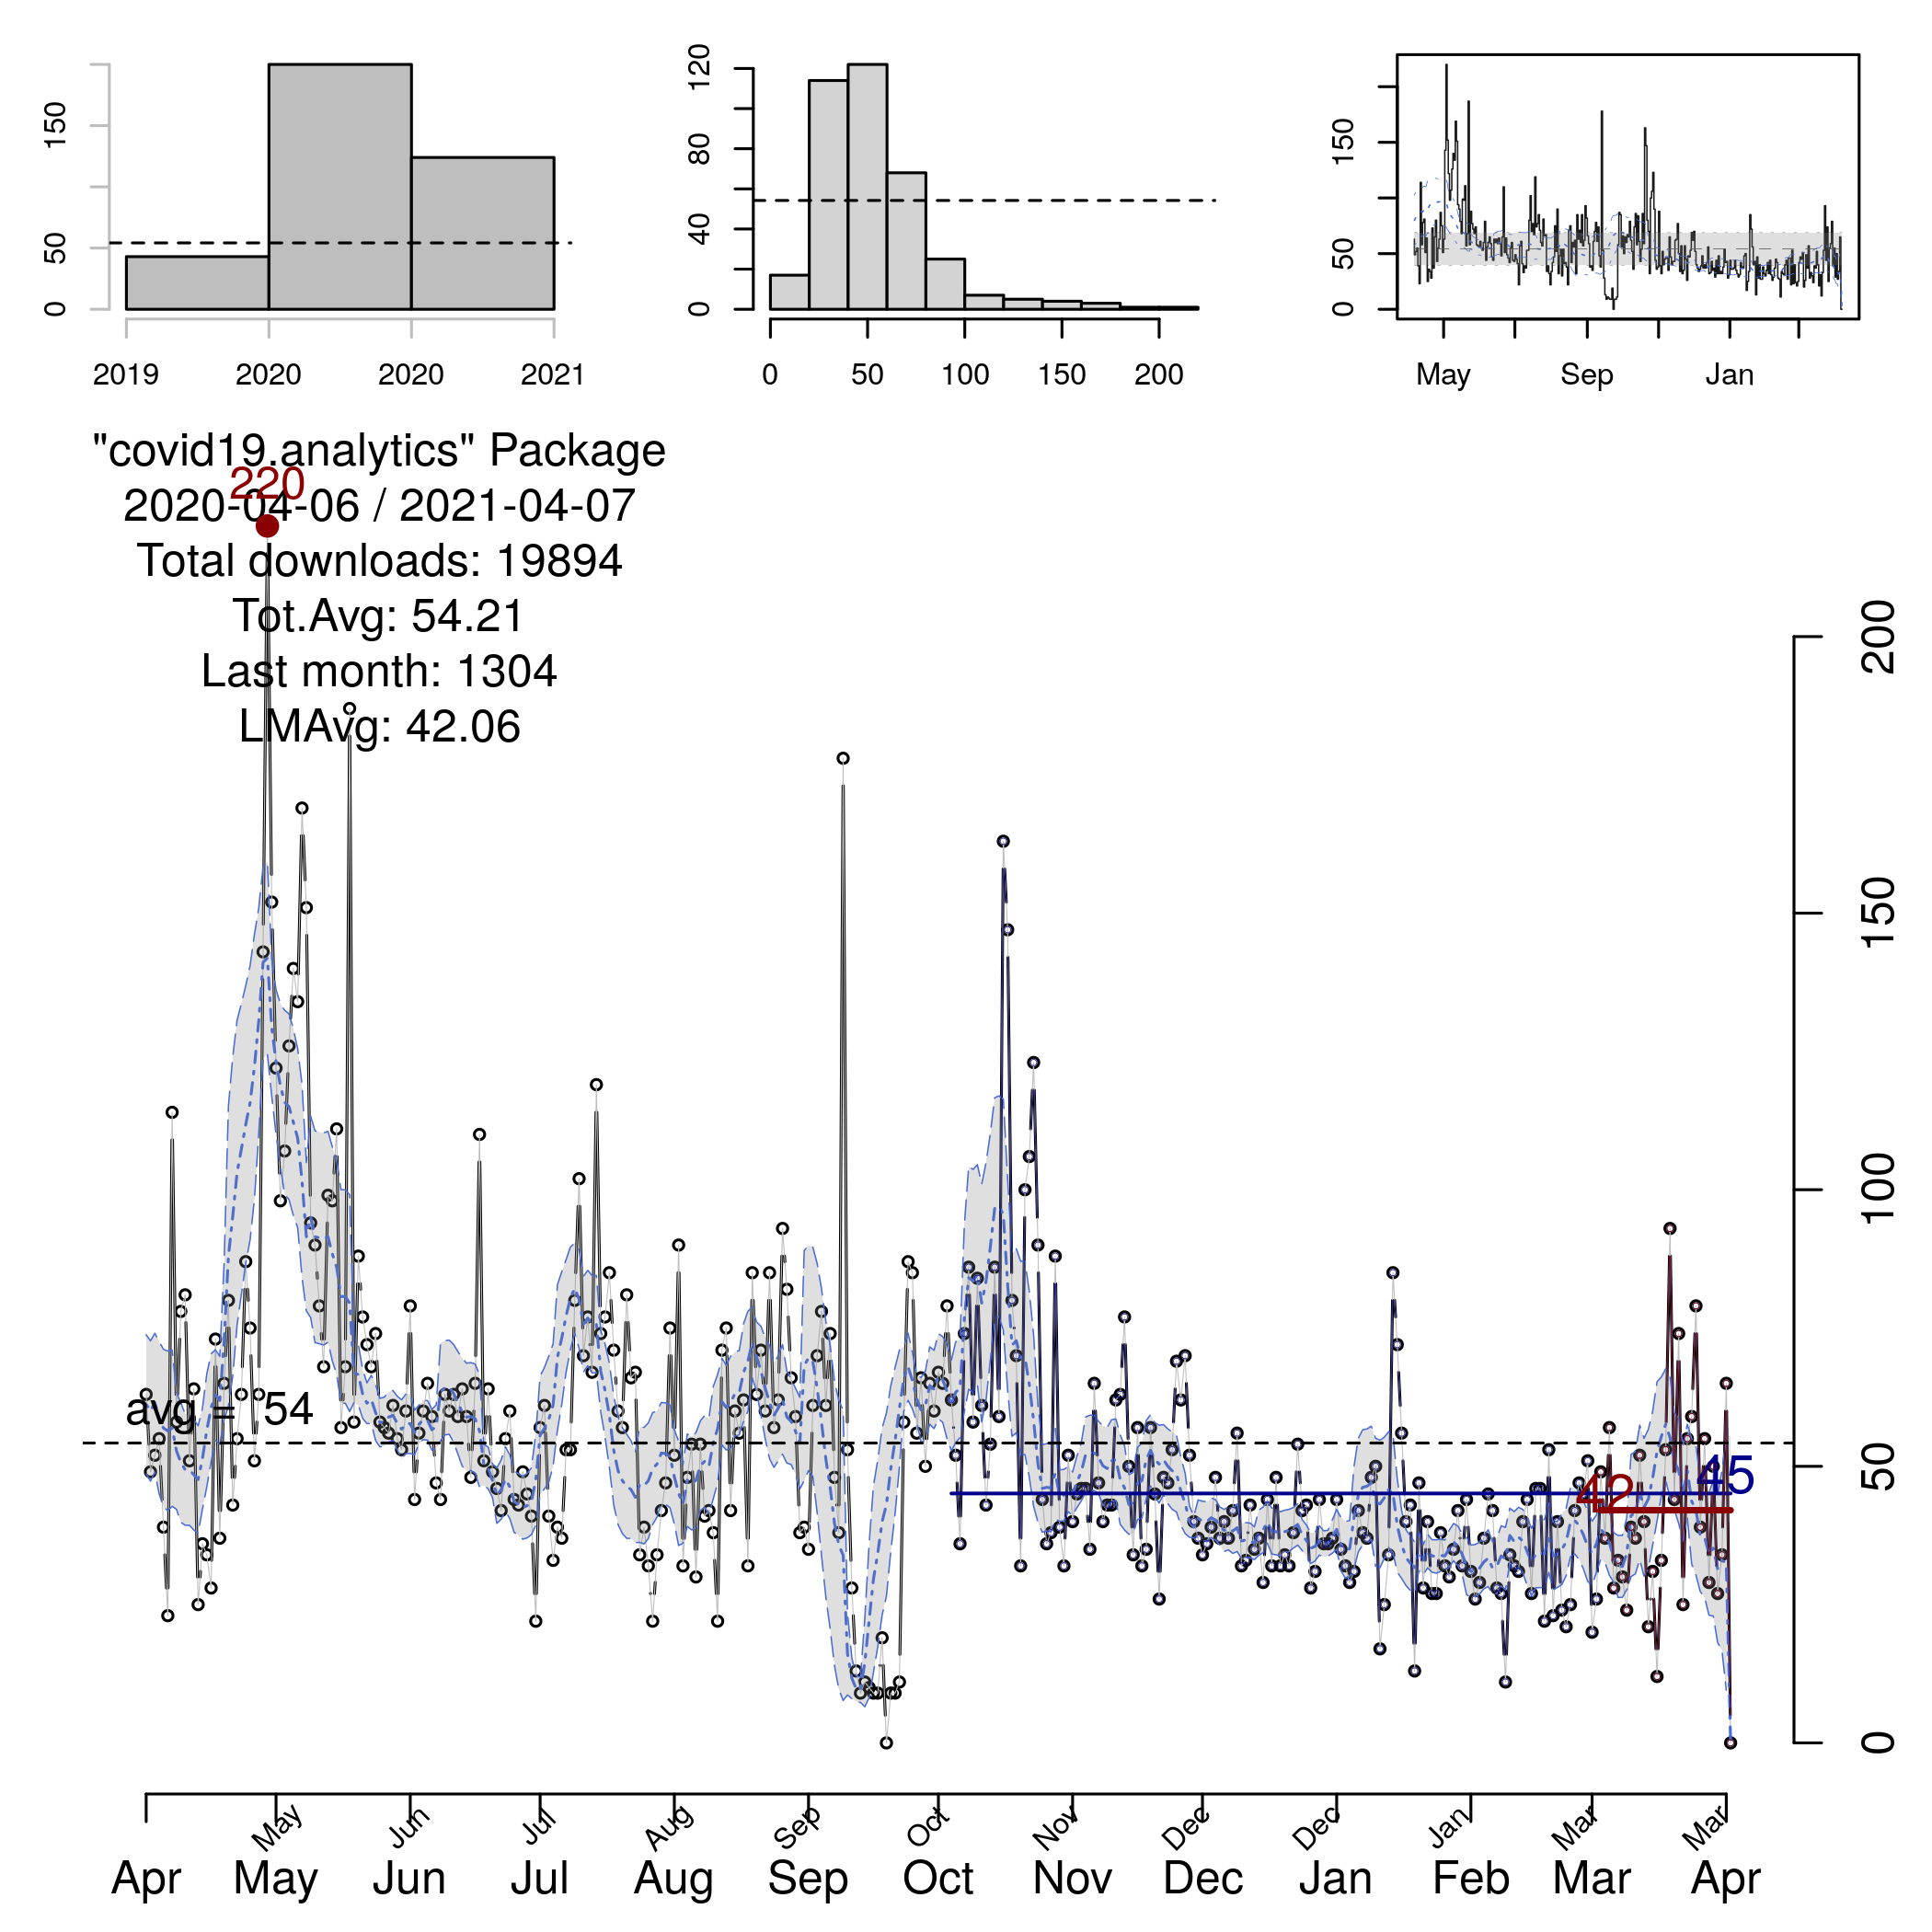 150
50
0
2019 2020 2020 2021
120
80
40
0
0 50 100 150 200
150
50
0
May Sep Jan
"covid19.analytics" Package
220
2020-04-06 / 2021-04-07
Total downloads: 19894
Tot.Avg: 54.21
Last month: 1304
LMAvg: 42.06
200
150
100
50
0
avg = 54
45
42
May Jun Jul Aug Sep Oct Nov Dec Dec Jan Mar Mar
Apr May Jun Jul Aug Sep Oct Nov Dec Jan Feb Mar Apr